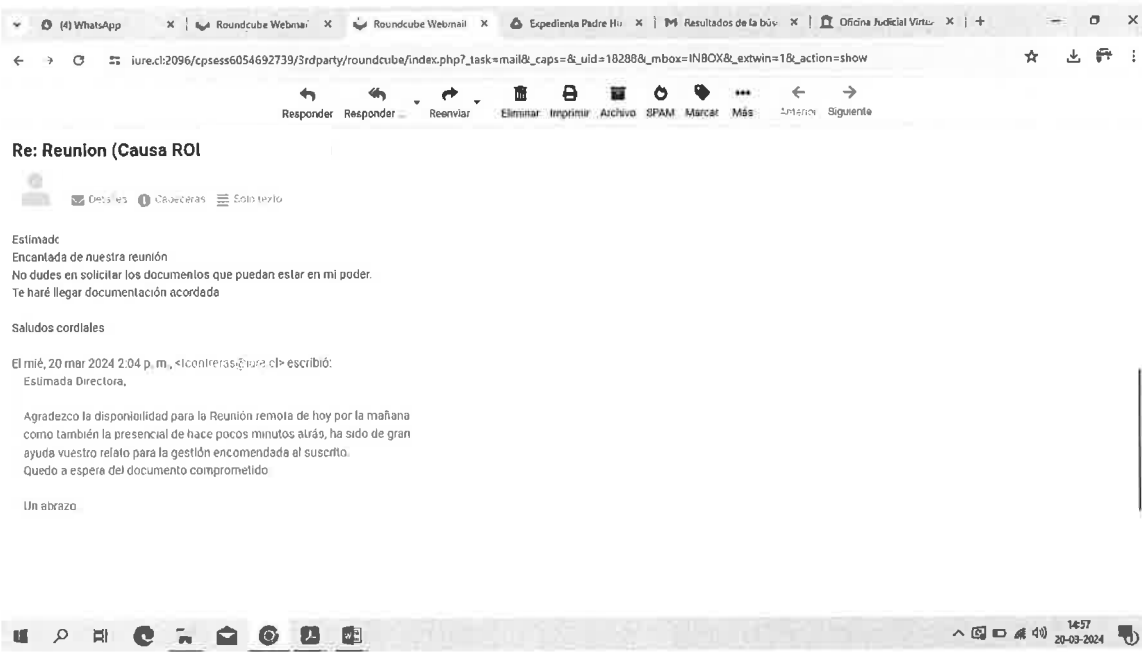 (4) WhatsApp
Roundcube Webmai
Roundcube Webmail
Expediente Padre Hu
Resultados de la bús
Oficina Judicial Virtu
iure.cl:2096/cpsess6054692739/3rdparty/roundcube/index.php?_task=mail&_caps=&_uid=18288&_mbox=INBOX&_extwin=1&_action=show
Responder Responder ... Reenviar Eliminar Imprimir Archivo SPAM Marcar Más Anterior Siguiente
Re: Reunion (Causa ROL
Detalles Cabeceras Solo texto
Estimado
Encantada de nuestra reunión
No dudes en solicitar los documentos que puedan estar en mi poder.
Te haré llegar documentación acordada
Saludos cordiales
El mié, 20 mar 2024 2:04 p. m., <lcontreras@iure.cl> escribió:
Estimada Directora,
Agradezco la disponibilidad para la Reunión remota de hoy por la mañana
como también la presencial de hace pocos minutos atrás, ha sido de gran
ayuda vuestro relato para la gestión encomendada al suscrito.
Quedo a espera del documento comprometido
Un abrazo.
14:57
20-03-2024